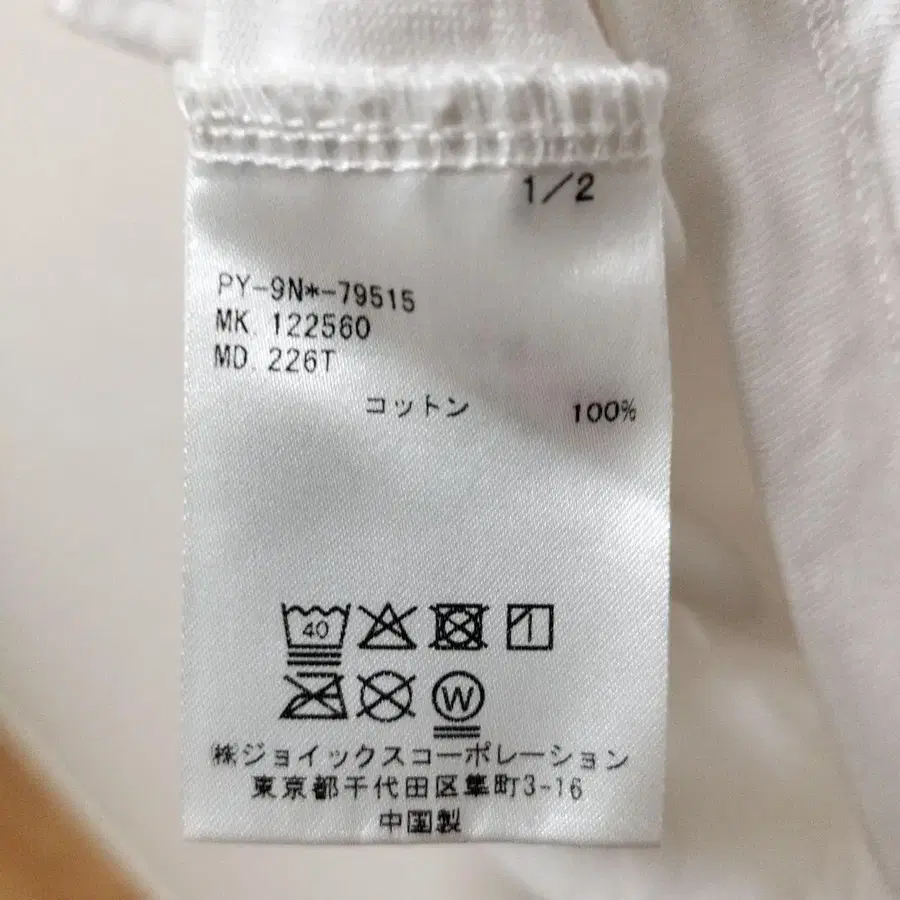 1/2
PY-9N*-79515
MK. 122560
MD. 226T
コットン 100%
40
W
㈱ジョイックスコーポレーション
東京都千代田区隼町3-16
中国製